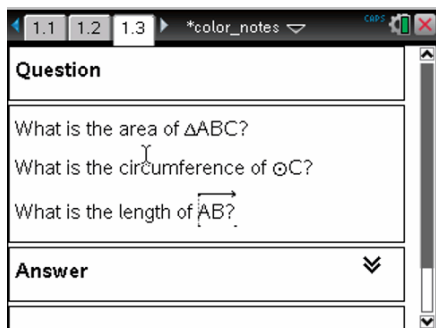 1.1 1.2 1.3 *color_notes CAPS
Question
What is the area of ΔABC?
What is the circumference of ⊙C?
What is the length of AB?
Answer